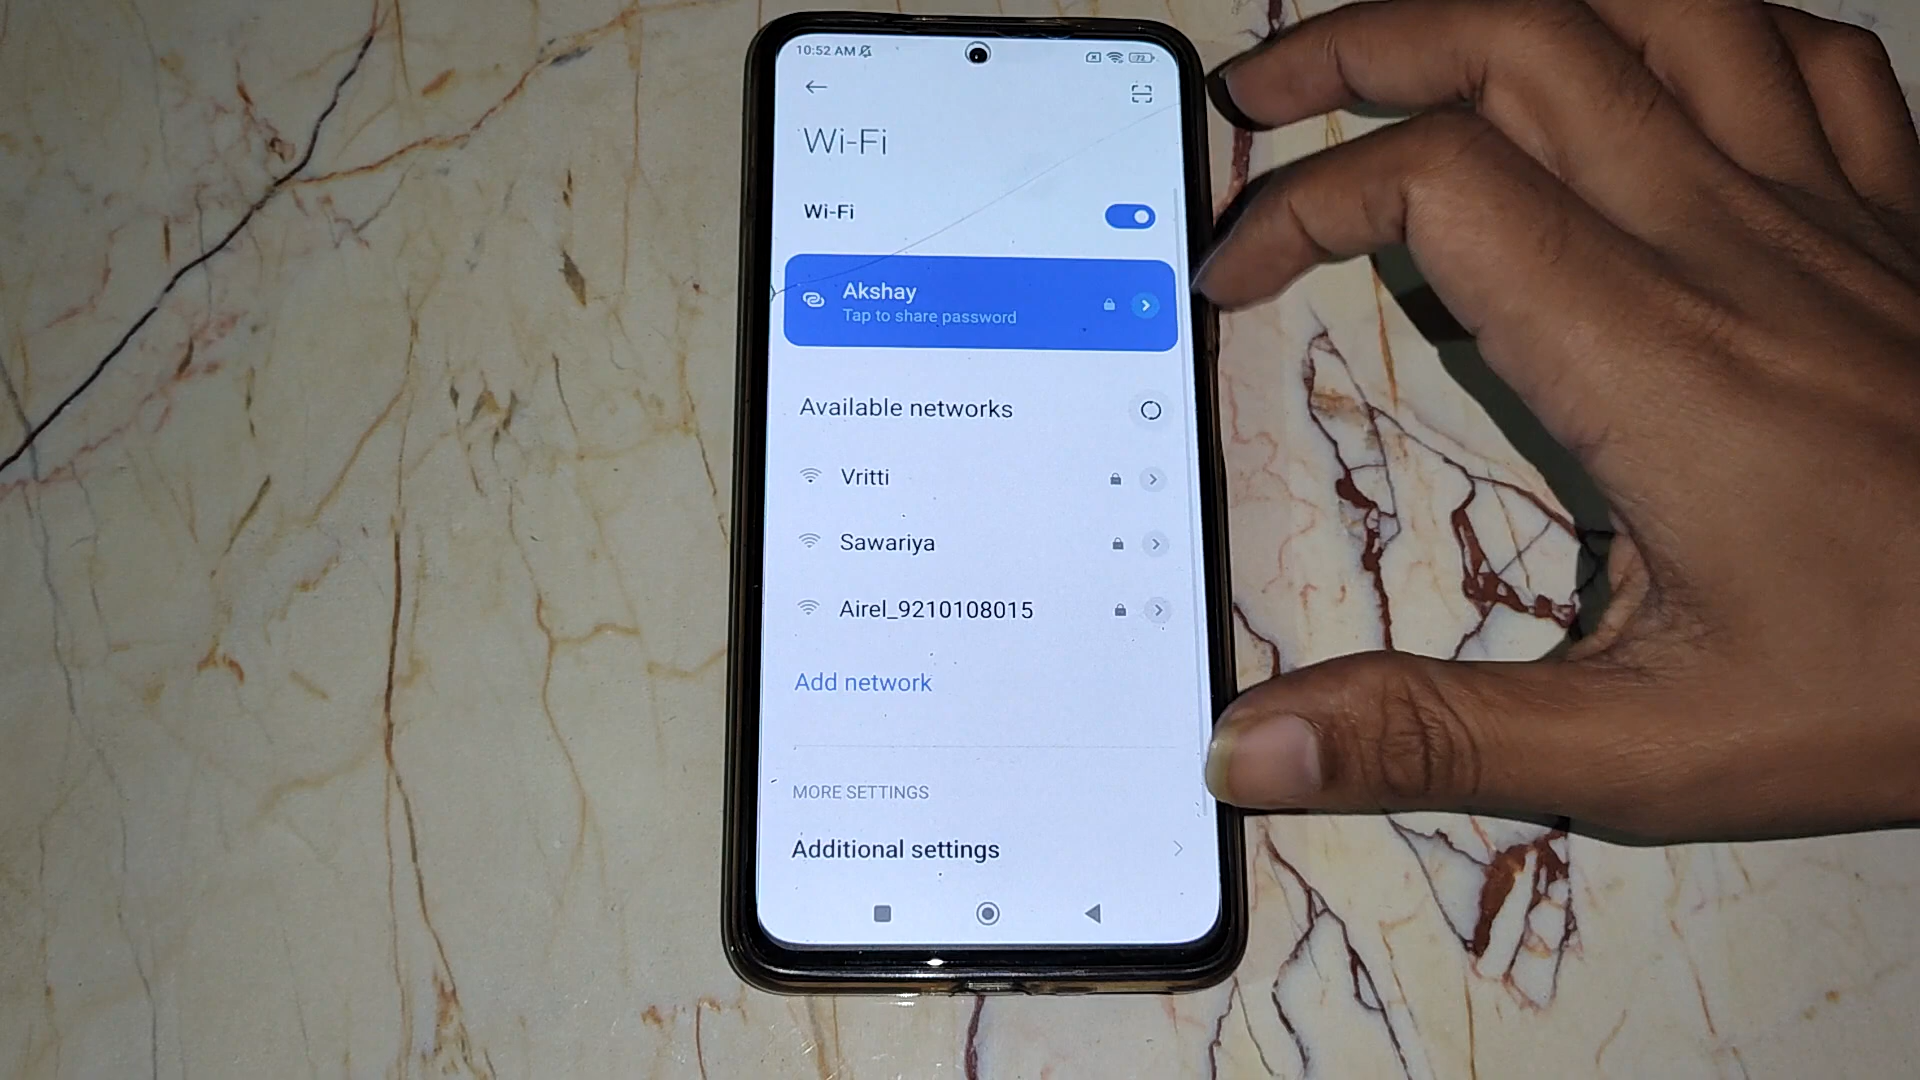 10:52 AM
72
Wi-Fi
Wi-Fi
Akshay
Tap to share password
Available networks
Vritti
Sawariya
Airel_9210108015
Add network
MORE SETTINGS
Additional settings